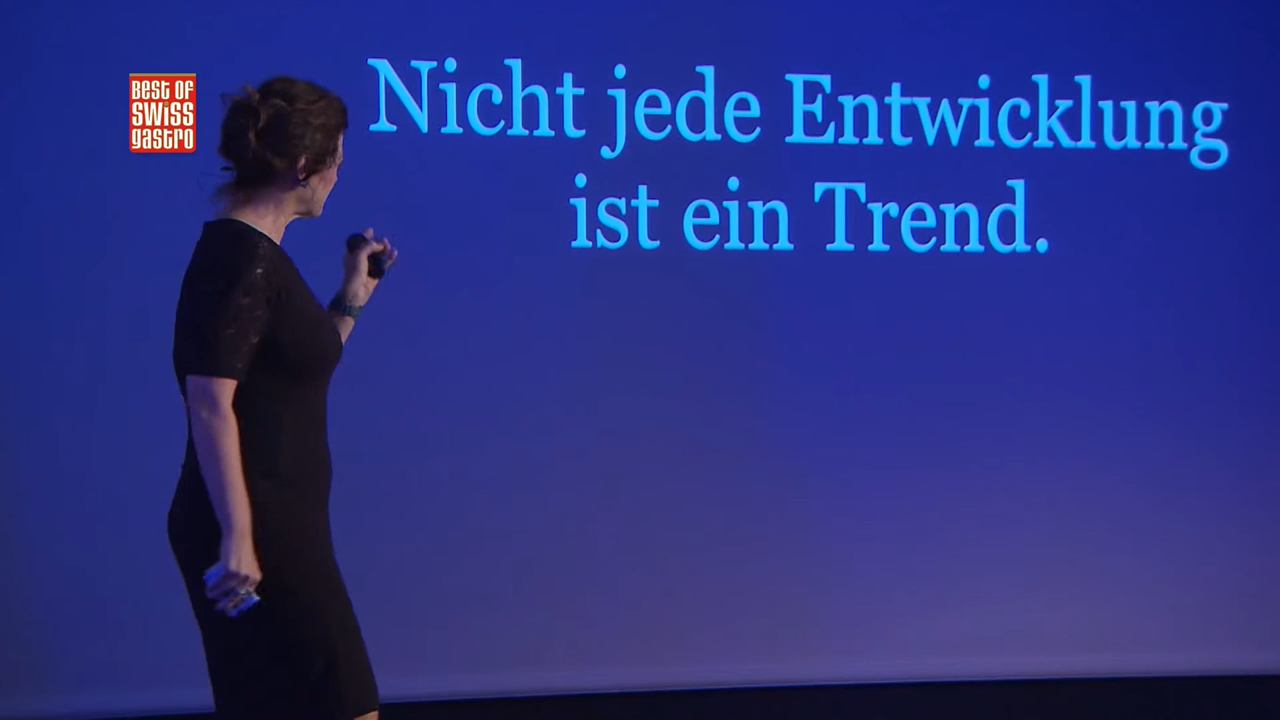 BEST OF
SWISS
gastro
Nicht jede Entwicklung
ist ein Trend.